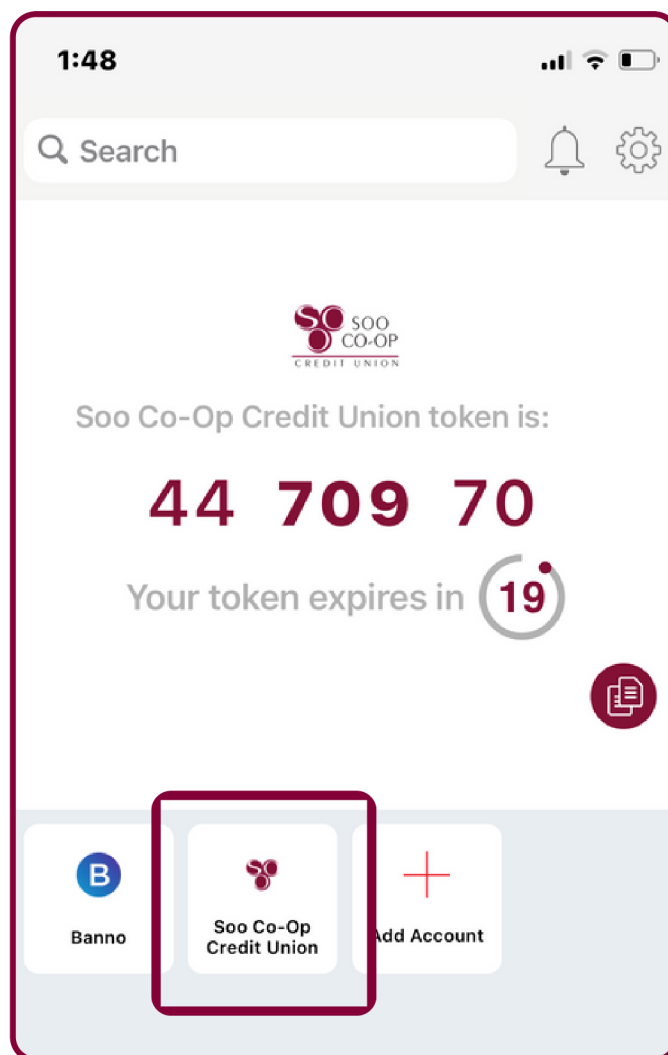 1:48
Search
SOO
CO-OP
CREDIT UNION
Soo Co-Op Credit Union token is:
44 709 70
Your token expires in 19
B
Banno
Soo Co-Op
Credit Union
Add Account